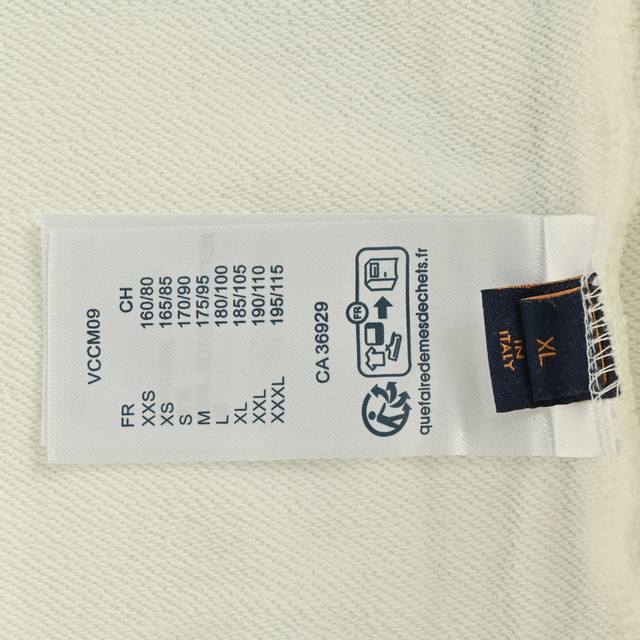 VCCM09
FR CH
XXS 160/80
XS 165/85
S 170/90
M 175/95
L 180/100
XL 185/105
XXL 190/110
XXXL 195/115
CA 36929
FR
quefairedemesdechets.fr
IN
ITALY
XL